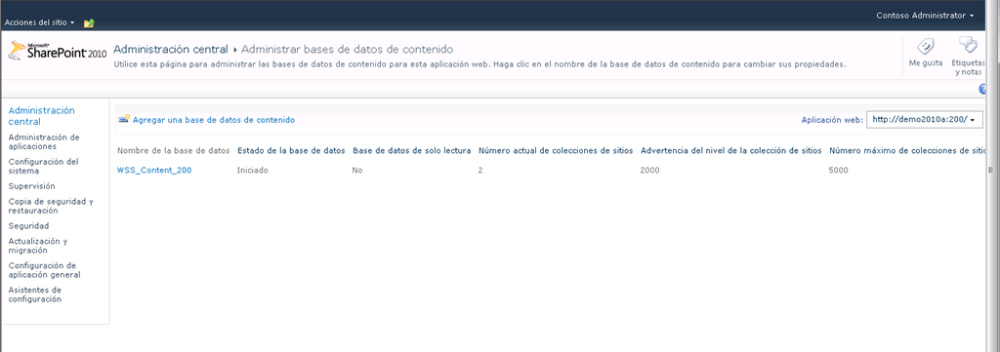 Acciones del sitio
Contoso Administrator
Microsoft
SharePoint 2010
Administración central ▸ Administrar bases de datos de contenido
Utilice esta página para administrar las bases de datos de contenido para esta aplicación web. Haga clic en el nombre de la base de datos de contenido para cambiar sus propiedades.
Me gusta
Etiquetas
y notas
Administración
central
Administración de
aplicaciones
Configuración del
sistema
Supervisión
Copia de seguridad y
restauración
Seguridad
Actualización y
migración
Configuración de
aplicación general
Asistentes de
configuración
Agregar una base de datos de contenido
Aplicación web: http://demo2010a:200/
Nombre de la base de datos Estado de la base de datos Base de datos de solo lectura Número actual de colecciones de sitios Advertencia del nivel de la colección de sitios Número máximo de colecciones de sitio
WSS_Content_200 Iniciado No 2 2000 5000